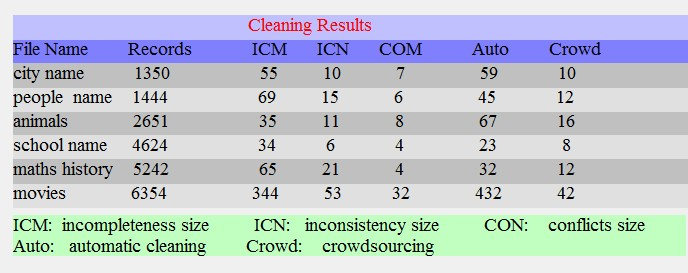 Cleaning Results
File Name Records ICM ICN COM Auto Crowd
city name 1350 55 10 7 59 10
people name 1444 69 15 6 45 12
animals 2651 35 11 8 67 16
school name 4624 34 6 4 23 8
maths history 5242 65 21 4 32 12
movies 6354 344 53 32 432 42
ICM: incompleteness size ICN: inconsistency size CON: conflicts size
Auto: automatic cleaning Crowd: crowdsourcing